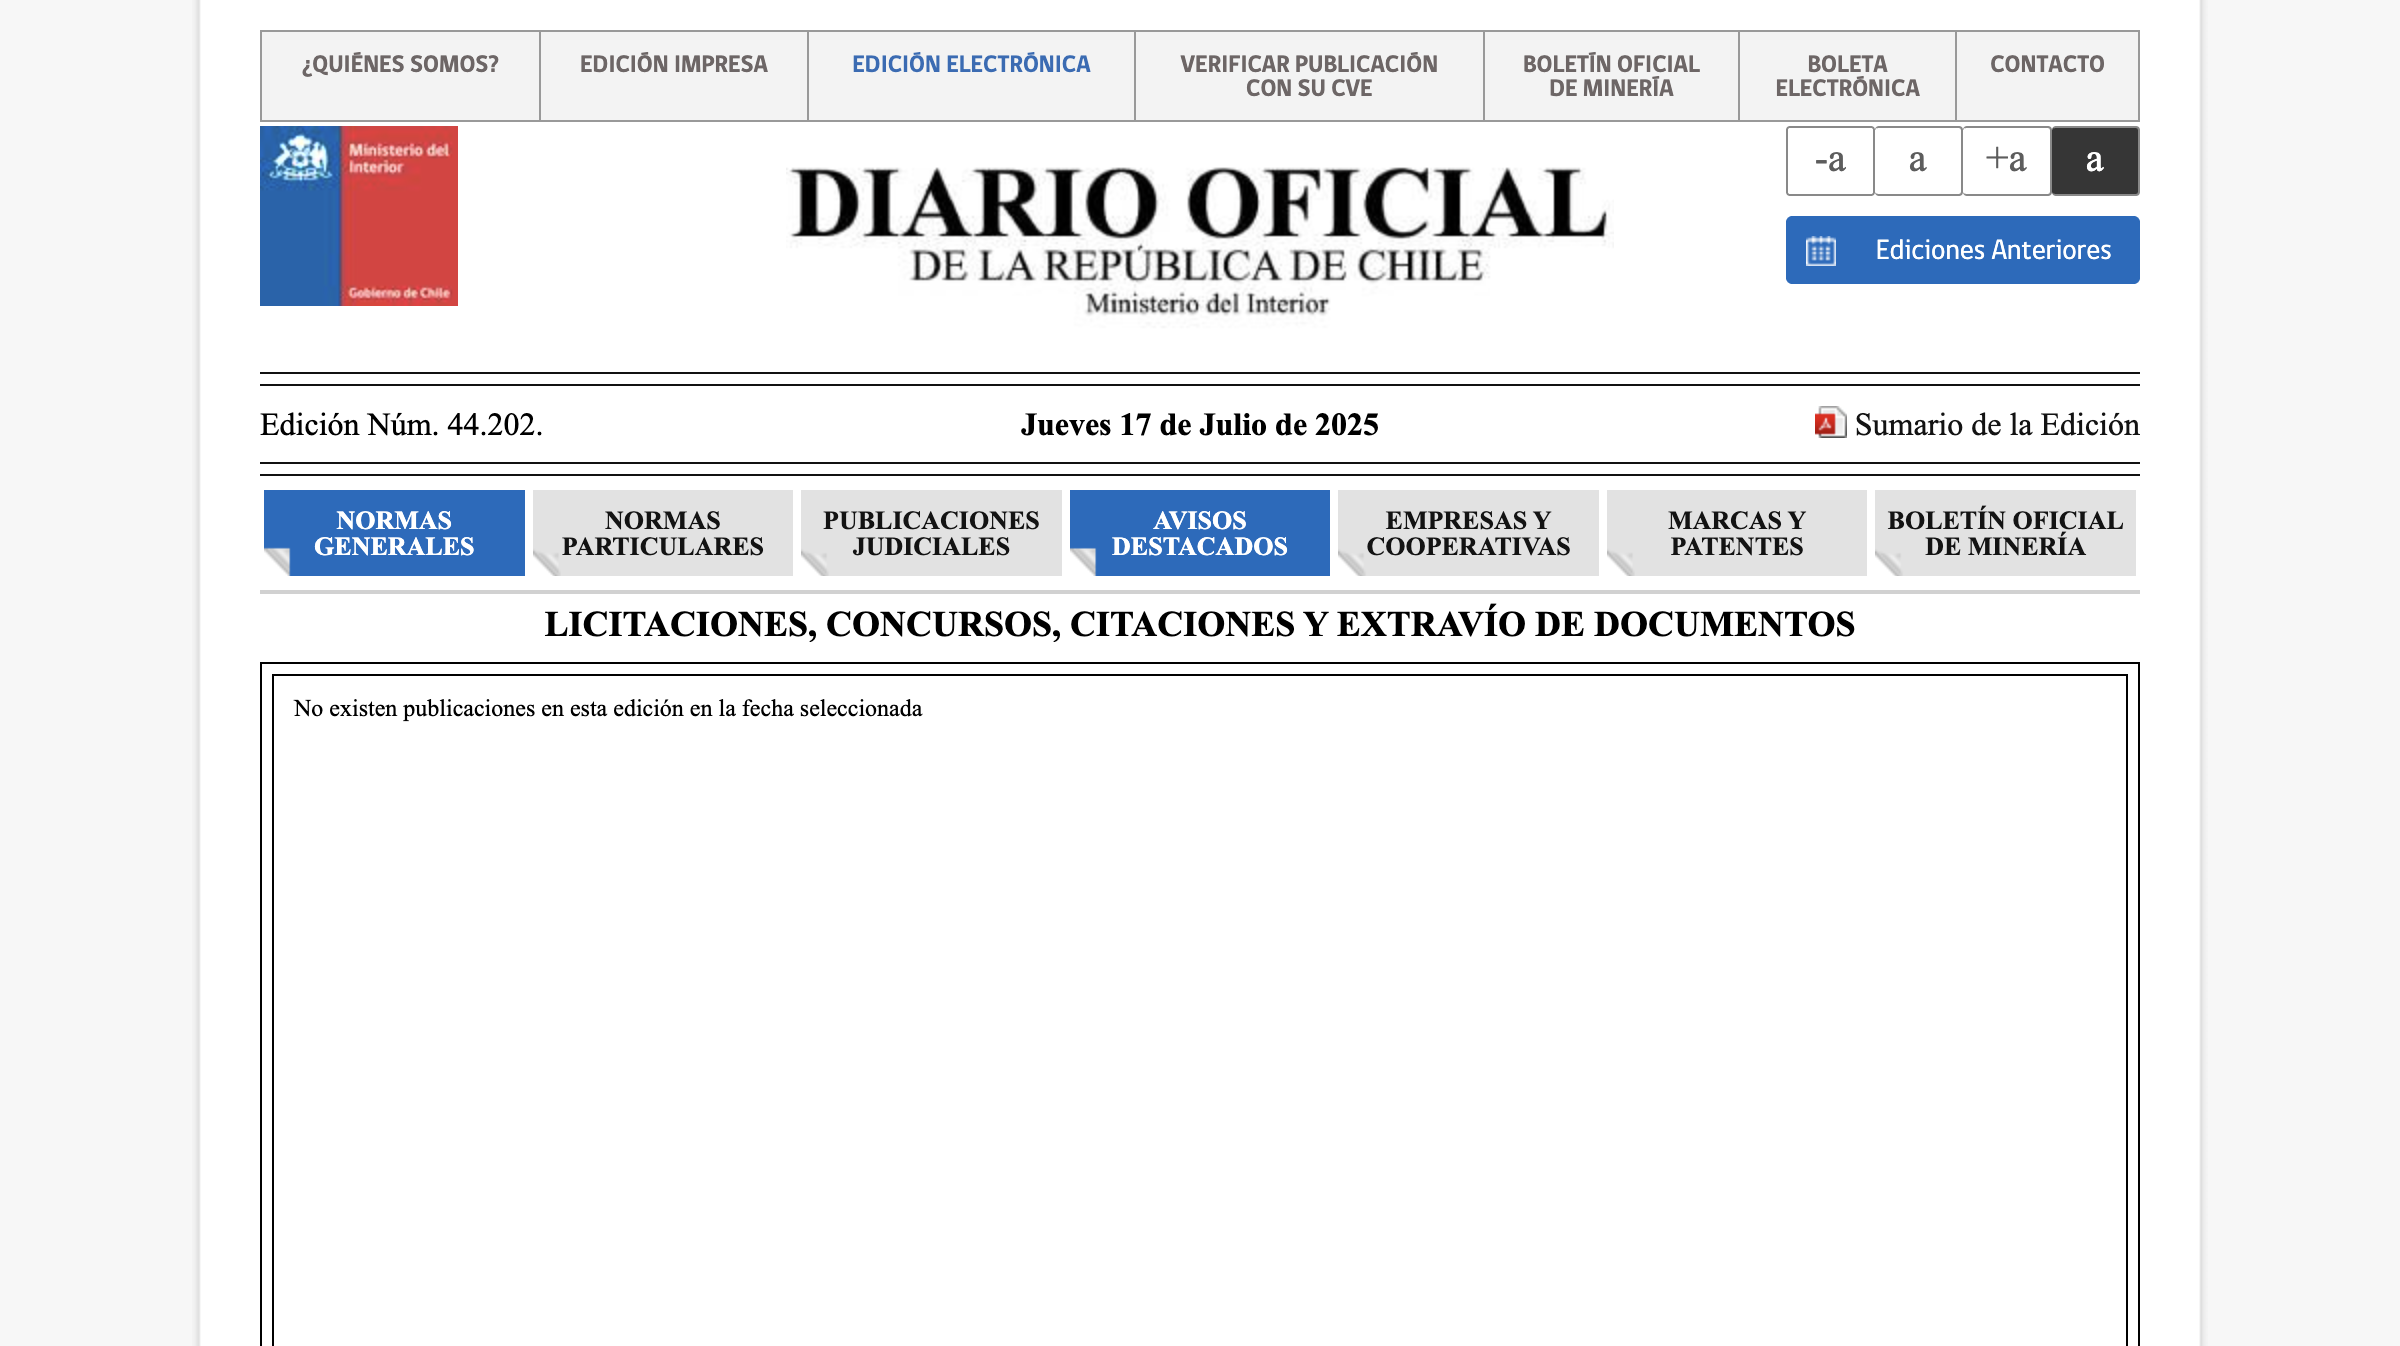 ¿QUIÉNES SOMOS?
EDICIÓN IMPRESA
EDICIÓN ELECTRÓNICA
VERIFICAR PUBLICACIÓN
CON SU CVE
BOLETÍN OFICIAL
DE MINERÍA
BOLETA
ELECTRÓNICA
CONTACTO
Ministerio del
Interior
Gobierno de Chile
DIARIO OFICIAL
DE LA REPÚBLICA DE CHILE
Ministerio del Interior
-a a +a a
Ediciones Anteriores
Edición Núm. 44.202.
Jueves 17 de Julio de 2025
Sumario de la Edición
NORMAS
GENERALES
NORMAS
PARTICULARES
PUBLICACIONES
JUDICIALES
AVISOS
DESTACADOS
EMPRESAS Y
COOPERATIVAS
MARCAS Y
PATENTES
BOLETÍN OFICIAL
DE MINERÍA
LICITACIONES, CONCURSOS, CITACIONES Y EXTRAVÍO DE DOCUMENTOS
No existen publicaciones en esta edición en la fecha seleccionada